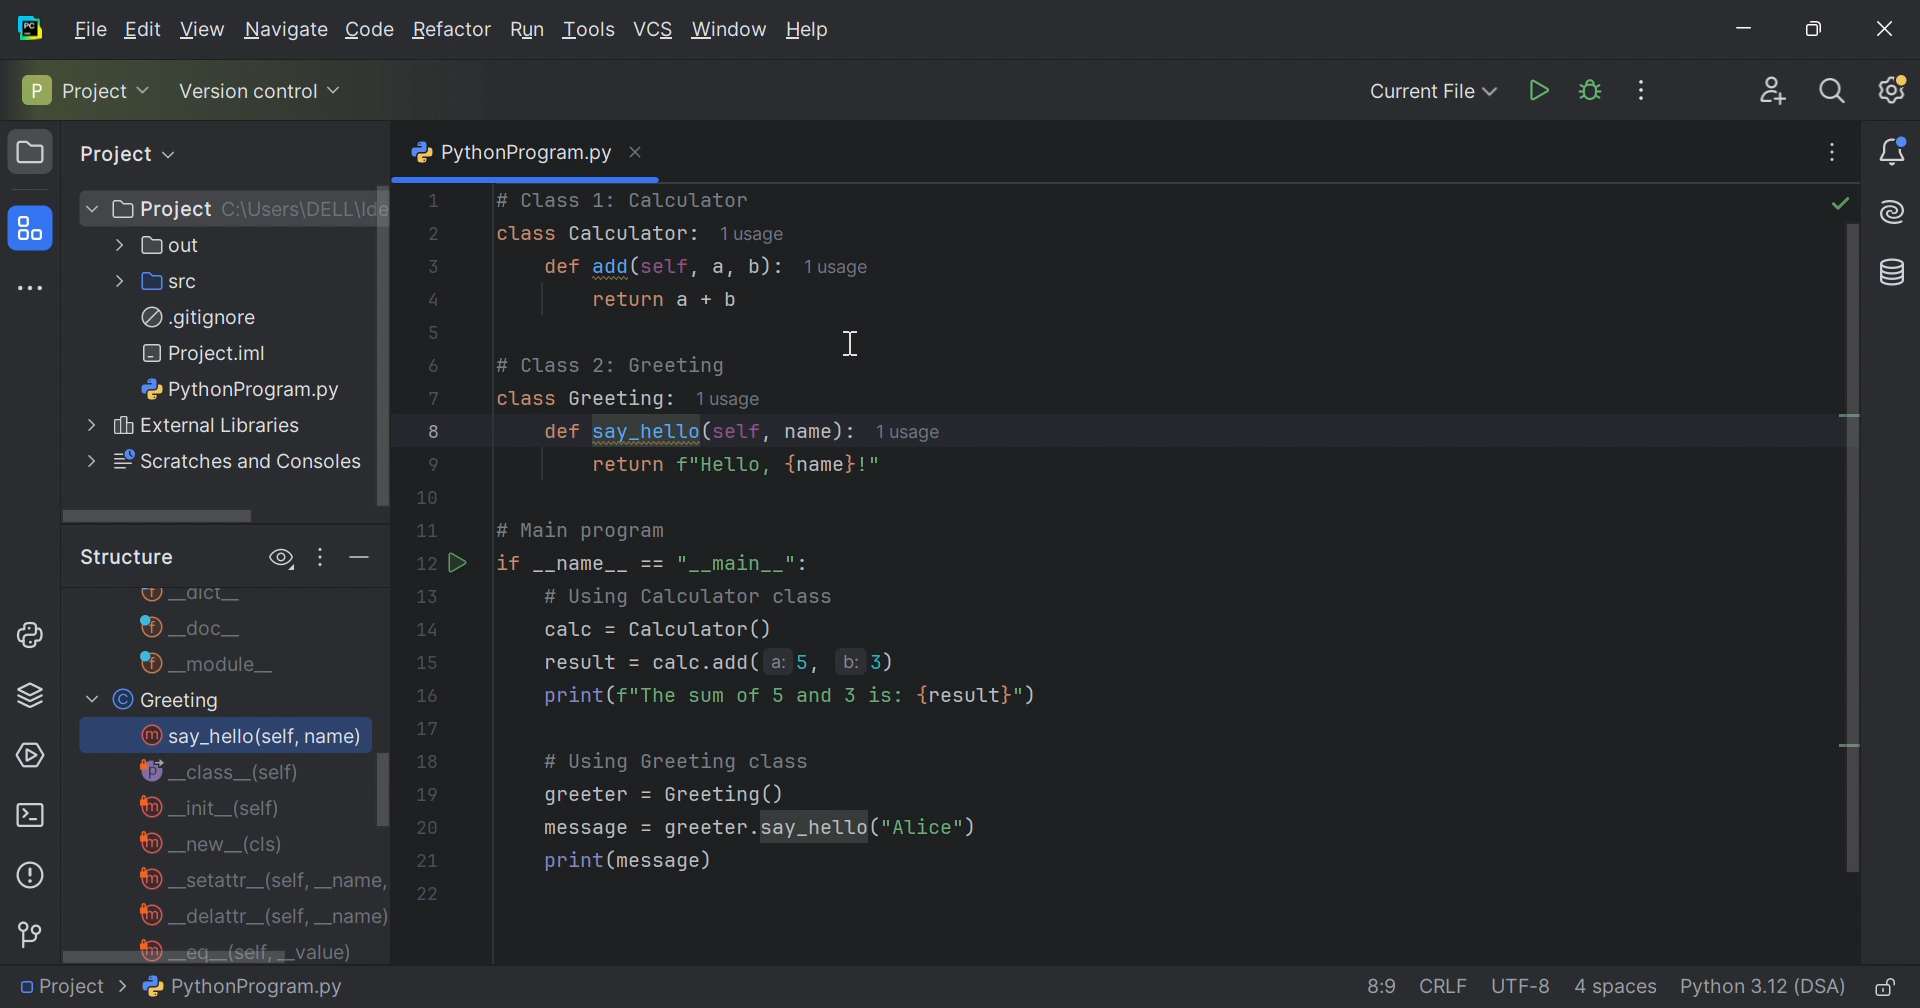 PC File Edit View Navigate Code Refactor Run Tools VCS Window Help
P Project Version control Current File
Project
PythonProgram.py
Project C:\Users\DELL\Ide
out
src
.gitignore
Project.iml
PythonProgram.py
External Libraries
Scratches and Consoles
Structure
__dict__
__doc__
__module__
Greeting
say_hello(self, name)
__class__(self)
__init__(self)
__new__(cls)
__setattr__(self, __name,
__delattr__(self, __name)
__eq__(self, __value)
1 # Class 1: Calculator
2 class Calculator: 1 usage
3 def add(self, a, b): 1 usage
4 return a + b
5
6 # Class 2: Greeting
7 class Greeting: 1 usage
8 def say_hello(self, name): 1 usage
9 return f"Hello, {name}!"
10
11 # Main program
12 if __name__ == "__main__":
13 # Using Calculator class
14 calc = Calculator()
15 result = calc.add( a: 5, b: 3)
16 print(f"The sum of 5 and 3 is: {result}")
17
18 # Using Greeting class
19 greeter = Greeting()
20 message = greeter.say_hello("Alice")
21 print(message)
22
Project > PythonProgram.py 8:9 CRLF UTF-8 4 spaces Python 3.12 (DSA)